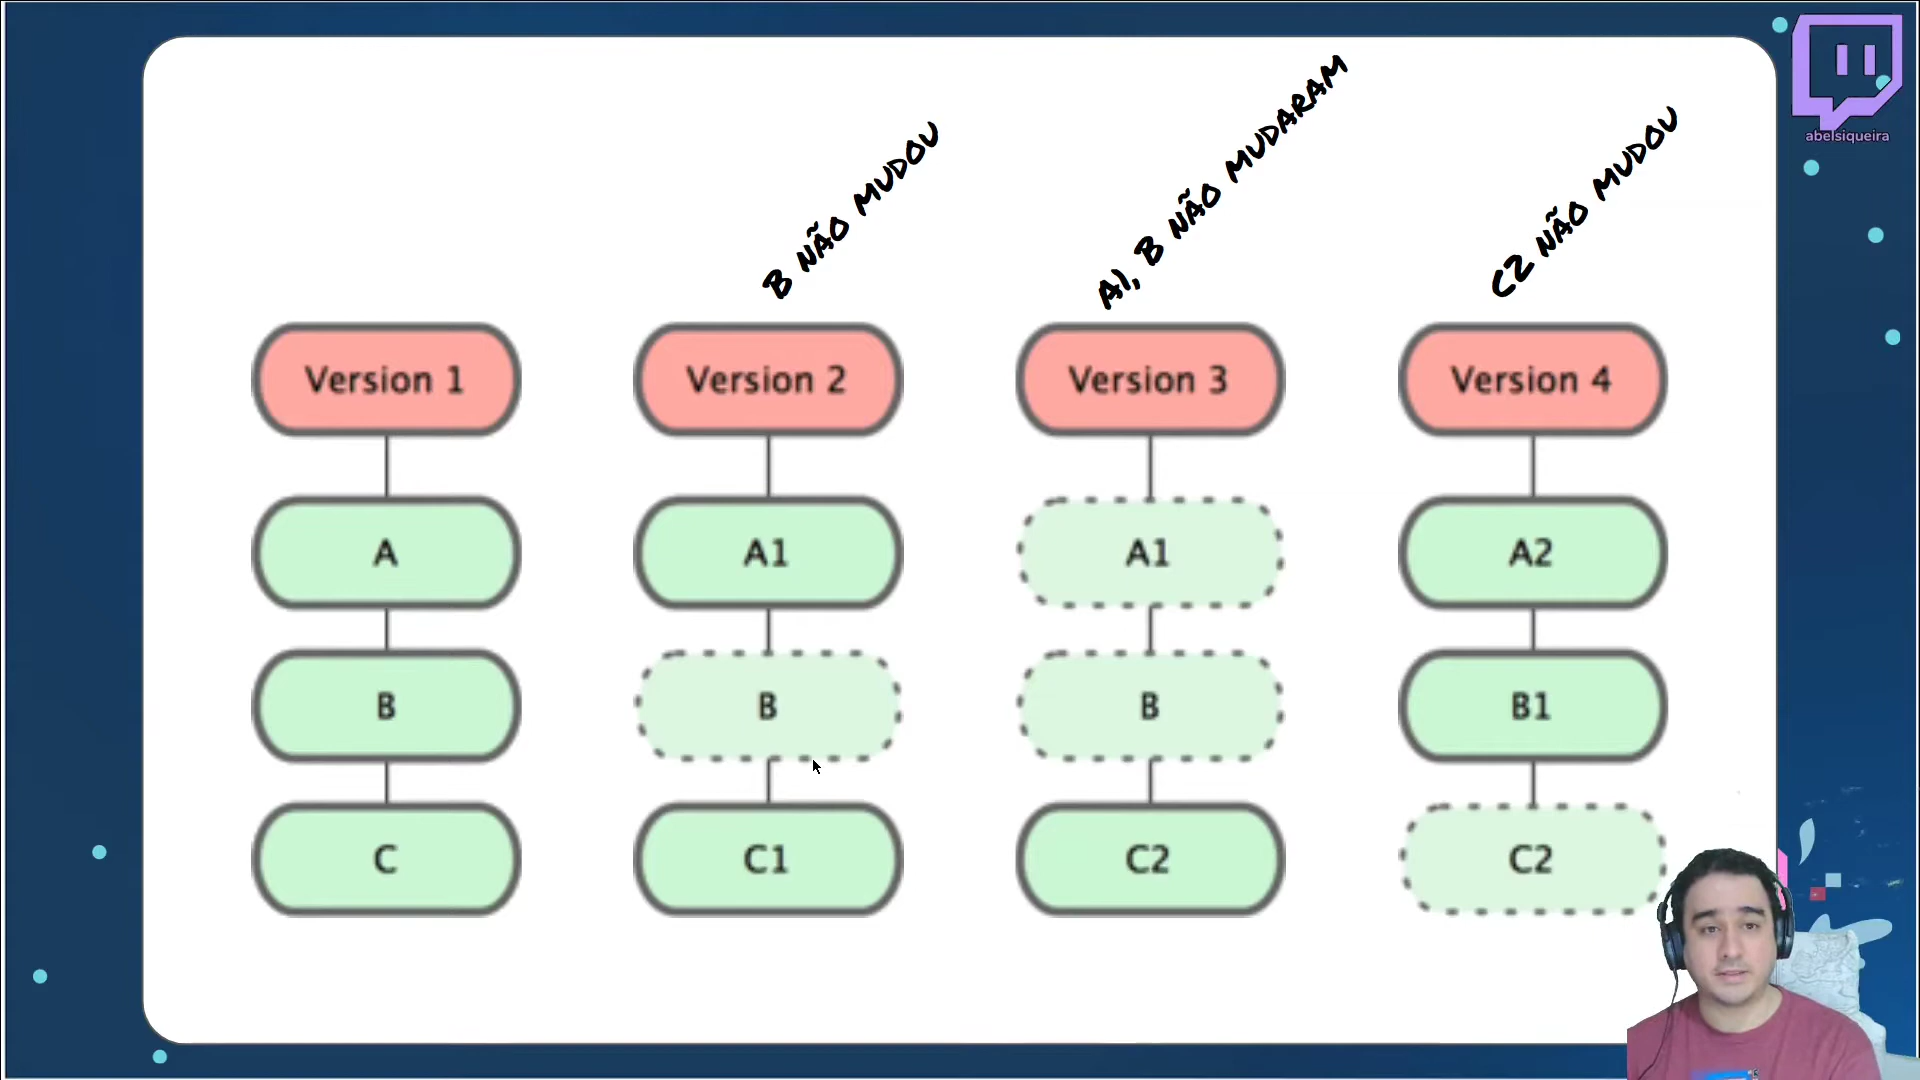 abelsiqueira
B NÃO MUDOU
A1, B NÃO MUDARAM
C2 NÃO MUDOU
Version 1
Version 2
Version 3
Version 4
A
A1
A1
A2
B
B
B
B1
C
C1
C2
C2